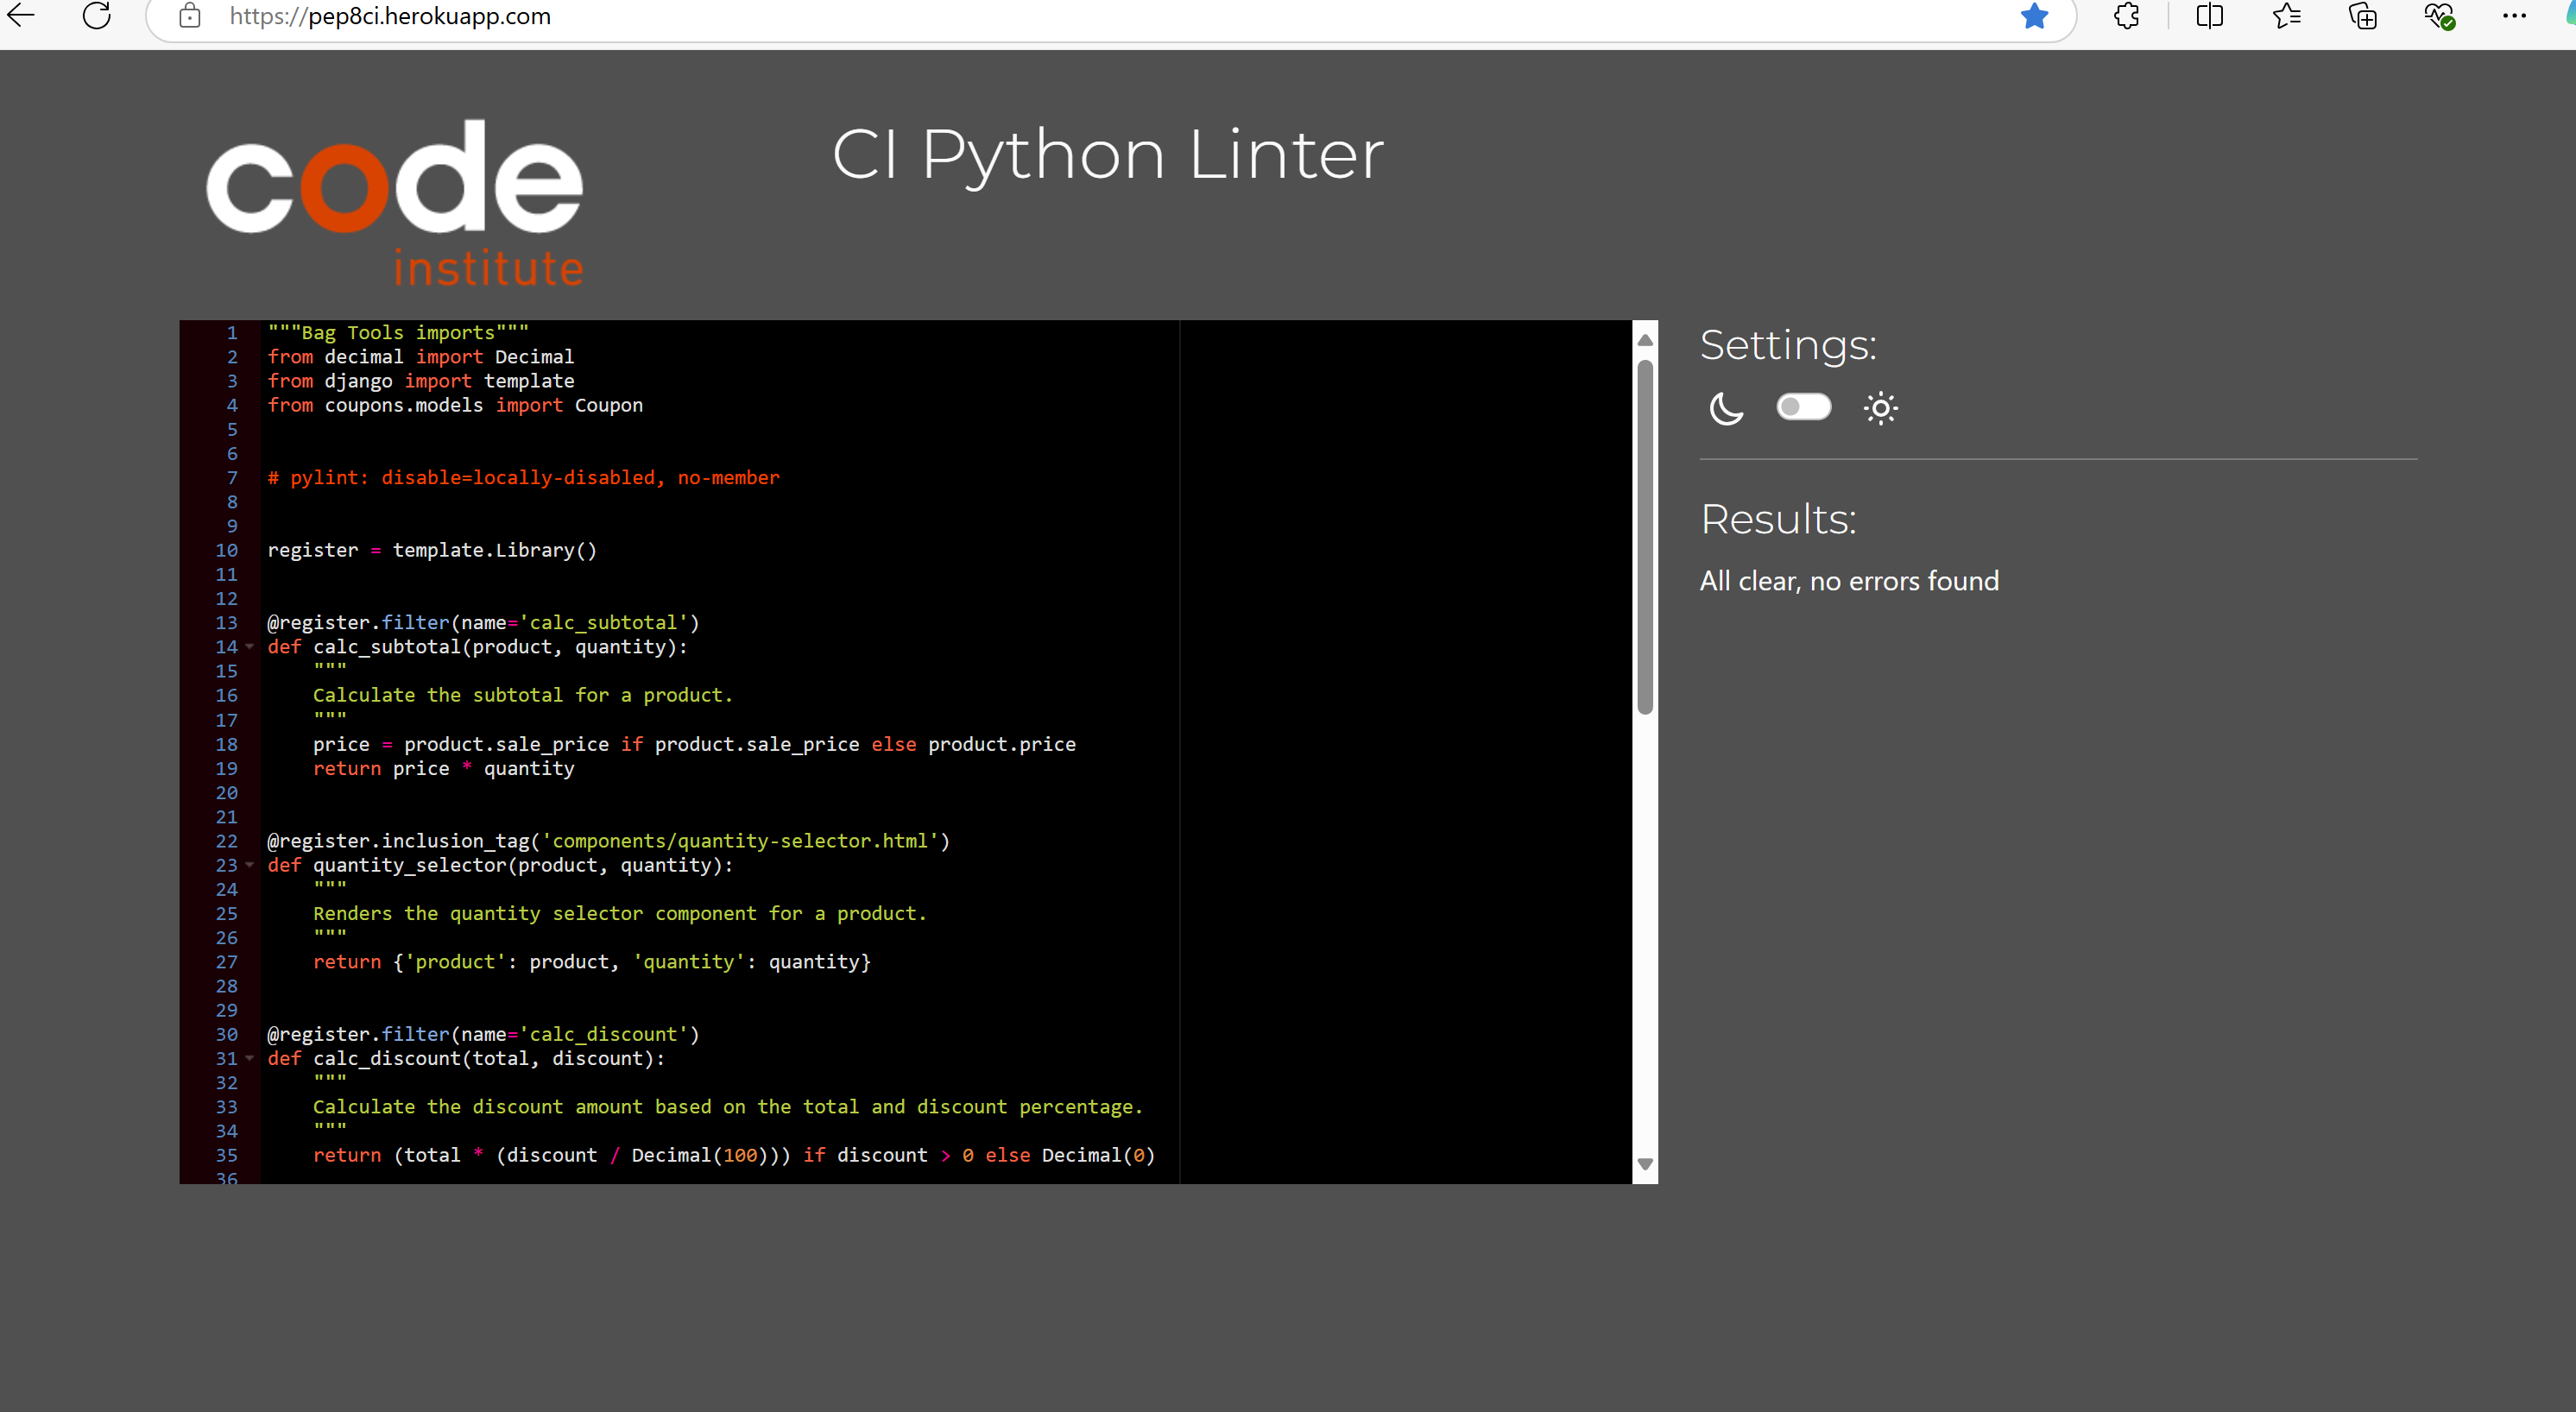 https://pep8ci.herokuapp.com
code
institute
CI Python Linter
1 """Bag Tools imports"""
2 from decimal import Decimal
3 from django import template
4 from coupons.models import Coupon
5
6
7 # pylint: disable=locally-disabled, no-member
8
9
10 register = template.Library()
11
12
13 @register.filter(name='calc_subtotal')
14 def calc_subtotal(product, quantity):
15     """
16     Calculate the subtotal for a product.
17     """
18     price = product.sale_price if product.sale_price else product.price
19     return price * quantity
20
21
22 @register.inclusion_tag('components/quantity-selector.html')
23 def quantity_selector(product, quantity):
24     """
25     Renders the quantity selector component for a product.
26     """
27     return {'product': product, 'quantity': quantity}
28
29
30 @register.filter(name='calc_discount')
31 def calc_discount(total, discount):
32     """
33     Calculate the discount amount based on the total and discount percentage.
34     """
35     return (total * (discount / Decimal(100))) if discount > 0 else Decimal(0)
36
Settings:
Results:
All clear, no errors found